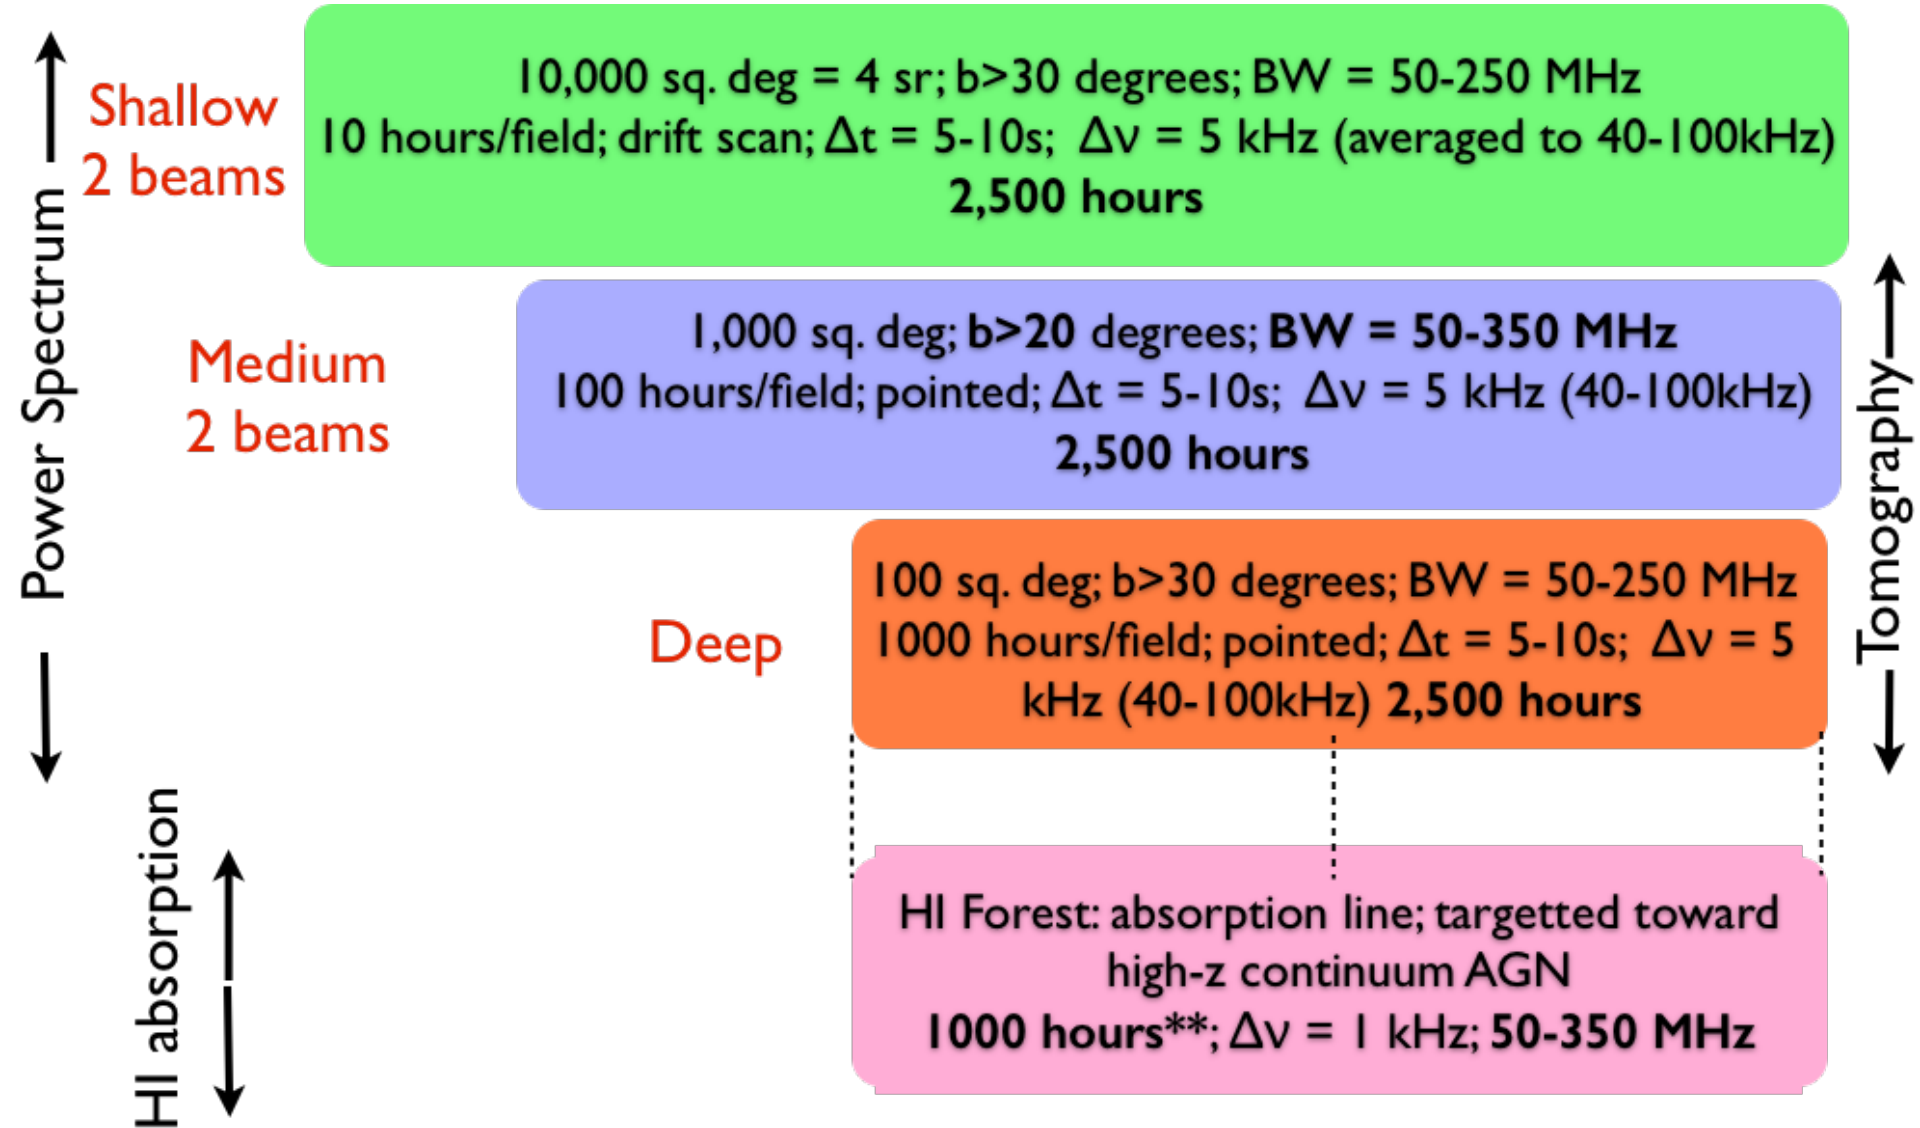 Power Spectrum
Shallow
2 beams
10,000 sq. deg = 4 sr; b>30 degrees; BW = 50-250 MHz
10 hours/field; drift scan; Δt = 5-10s; Δν = 5 kHz (averaged to 40-100kHz)
2,500 hours
Medium
2 beams
1,000 sq. deg; b>20 degrees; BW = 50-350 MHz
100 hours/field; pointed; Δt = 5-10s; Δν = 5 kHz (40-100kHz)
2,500 hours
Tomography
Deep
100 sq. deg; b>30 degrees; BW = 50-250 MHz
1000 hours/field; pointed; Δt = 5-10s; Δν = 5
kHz (40-100kHz) 2,500 hours
HI absorption
HI Forest: absorption line; targetted toward
high-z continuum AGN
1000 hours**; Δν = 1 kHz; 50-350 MHz